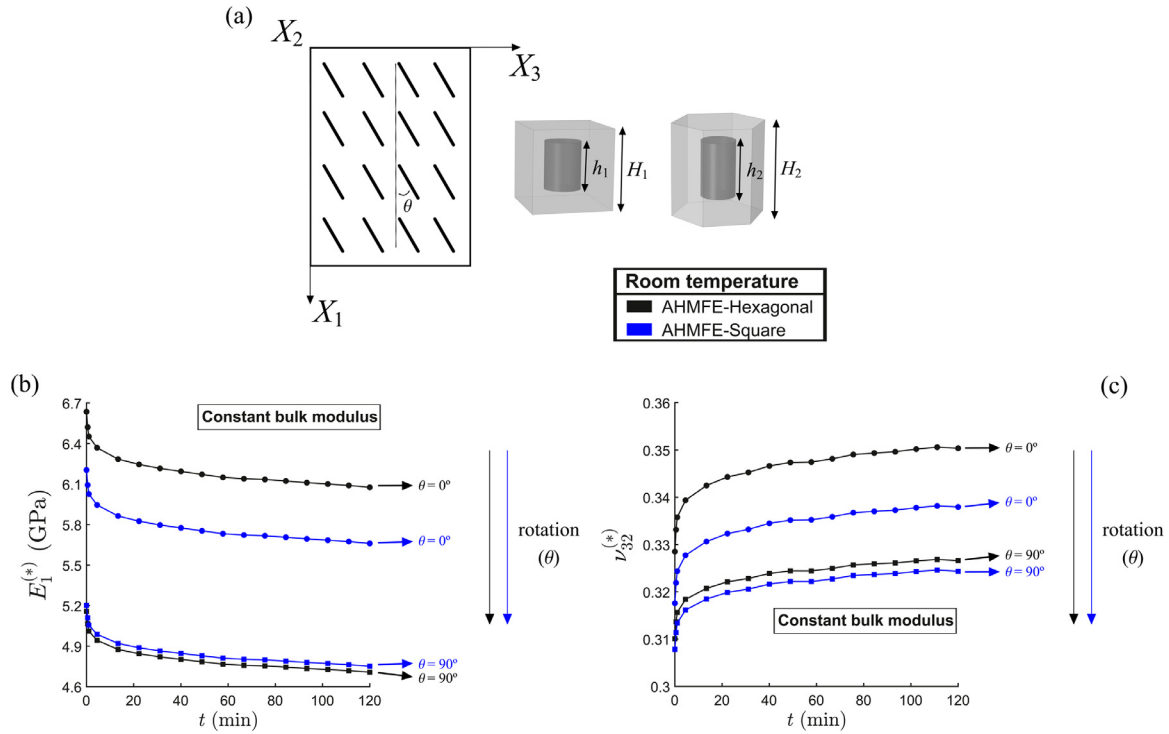 (a)
X2
X3
θ
X1
h1
H1
h2
H2
Room temperature
AHMFE-Hexagonal
AHMFE-Square
(b)
Constant bulk modulus
6.7
6.4
6.1
5.8
5.5
5.2
4.9
4.6
0
20
40
60
80
100
120
E1(*) (GPa)
t (min)
θ = 0º
θ = 0º
θ = 90º
θ = 90º
rotation
(θ)
(c)
0.36
0.35
0.34
0.33
0.32
0.31
0.3
0
20
40
60
80
100
120
ν32(*)
t (min)
Constant bulk modulus
θ = 0º
θ = 0º
θ = 90º
θ = 90º
rotation
(θ)